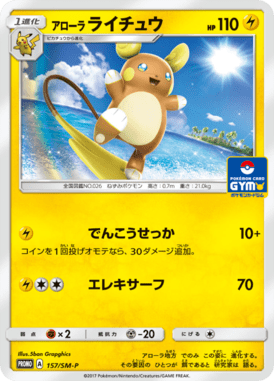 1進化
アローラ ライチュウ
HP 110
ピカチュウから進化
全国図鑑NO.026 ねずみポケモン 高さ:0.7m 重さ:21.0kg
POKÉMON CARD
GYM
ポケモンカードジム
でんこうせっか 10+
コインを1回投げオモテなら、30ダメージ追加。
エレキサーフ 70
弱点 ×2 抵抗力 -20 にげる
Illus. 5ban Graphics
アローラ地方で のみ この姿に 進化する。
PROMO A 157/SM-P
©2017 Pokémon/Nintendo/Creatures/GAME FREAK.